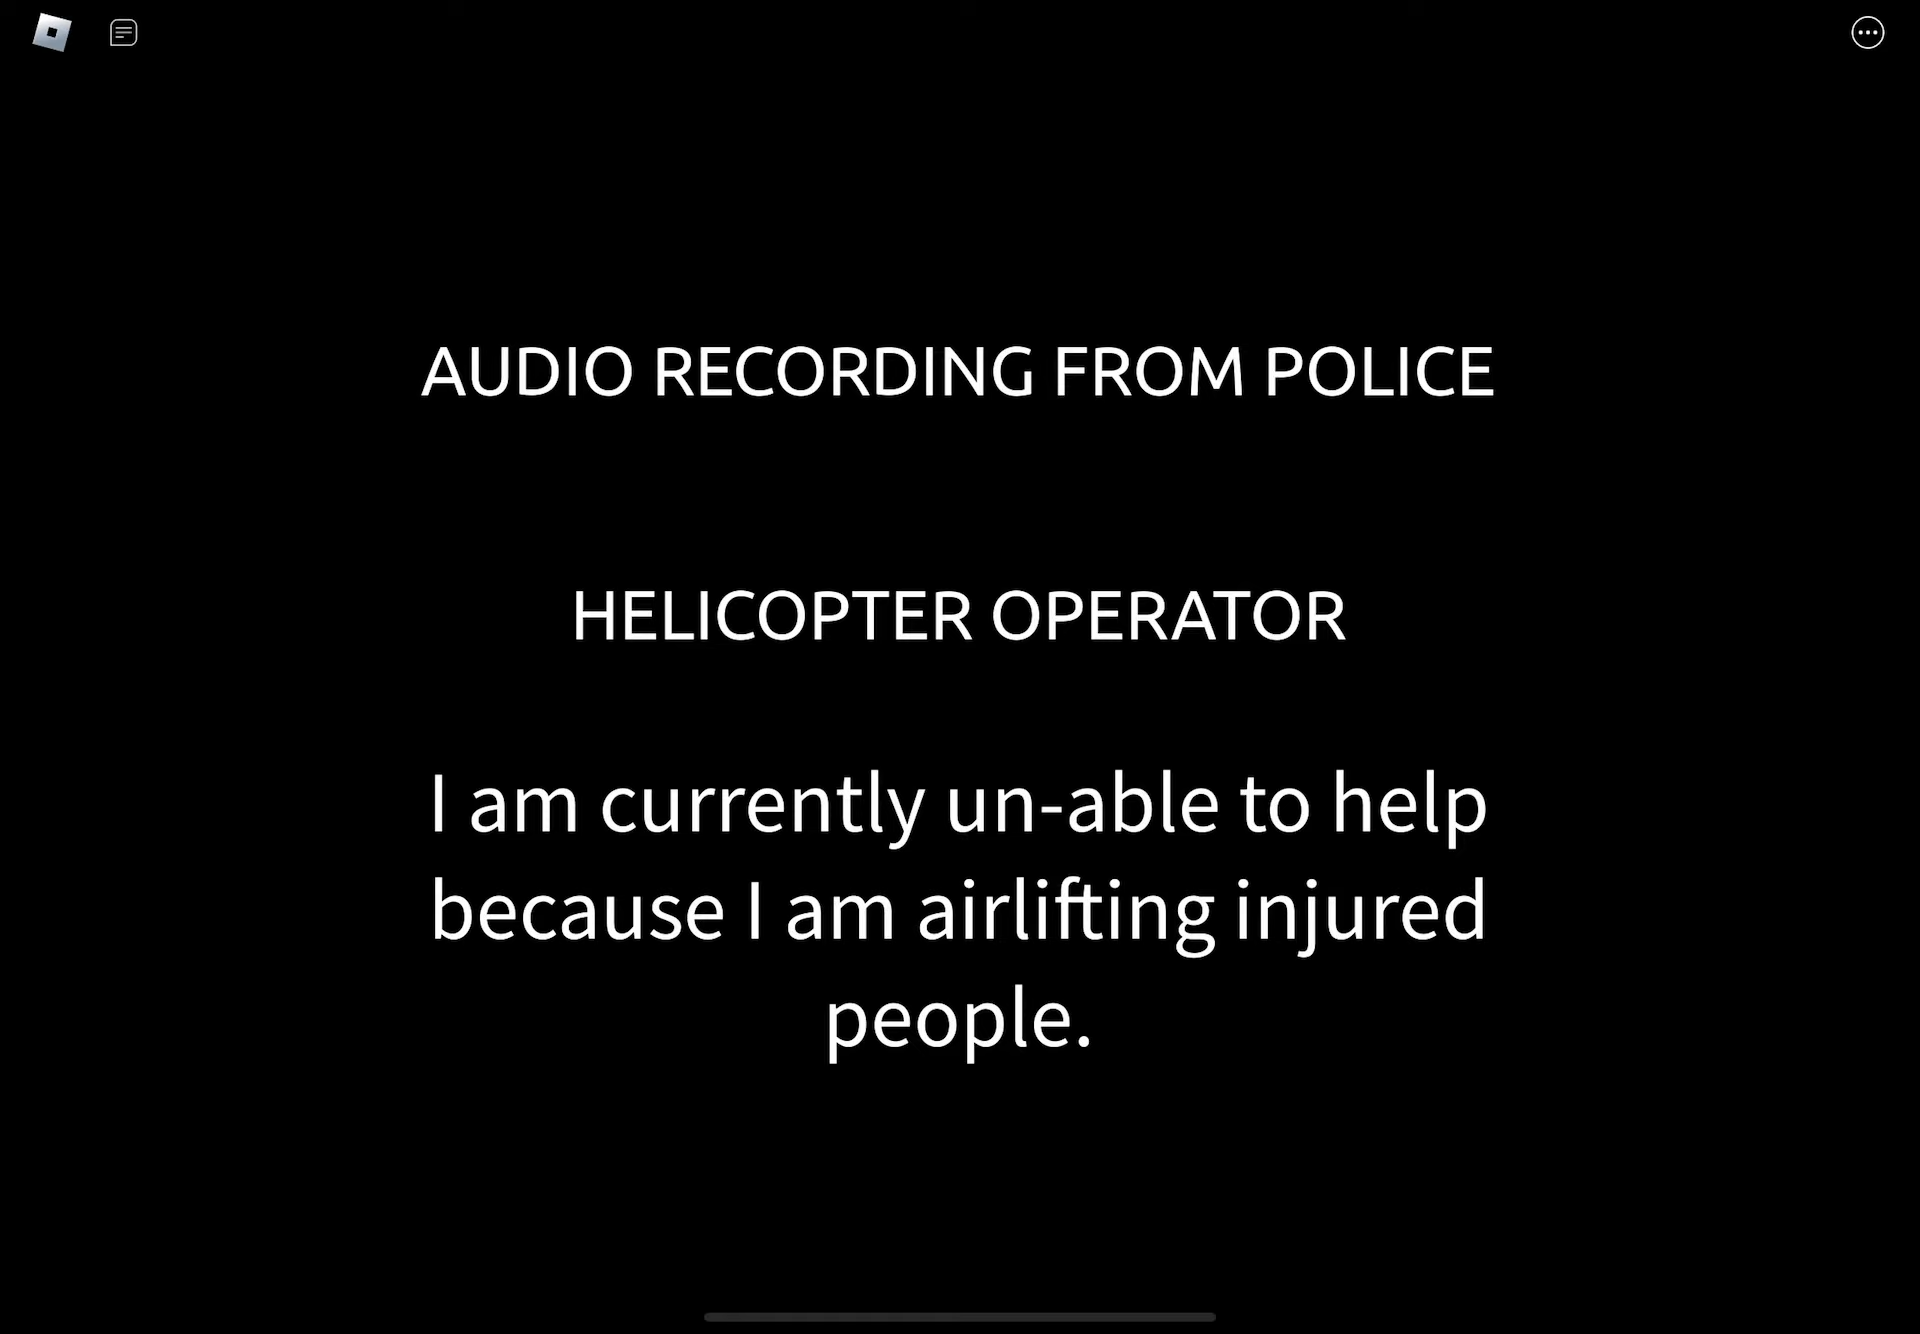 AUDIO RECORDING FROM POLICE
HELICOPTER OPERATOR
I am currently un-able to help
because I am airlifting injured
people.